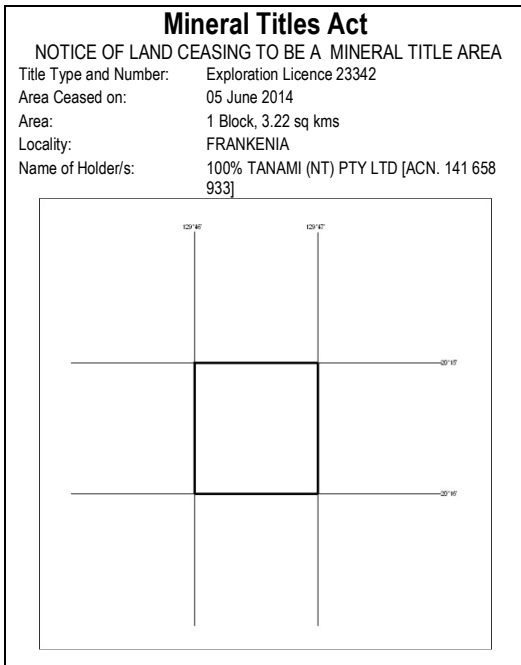 Mineral Titles Act
NOTICE OF LAND CEASING TO BE A MINERAL TITLE AREA
Title Type and Number: Exploration Licence 23342
Area Ceased on: 05 June 2014
Area: 1 Block, 3.22 sq kms
Locality: FRANKENIA
Name of Holder/s: 100% TANAMI (NT) PTY LTD [ACN. 141 658
933]
129°46' 129°47'
-20°15'
-20°16'